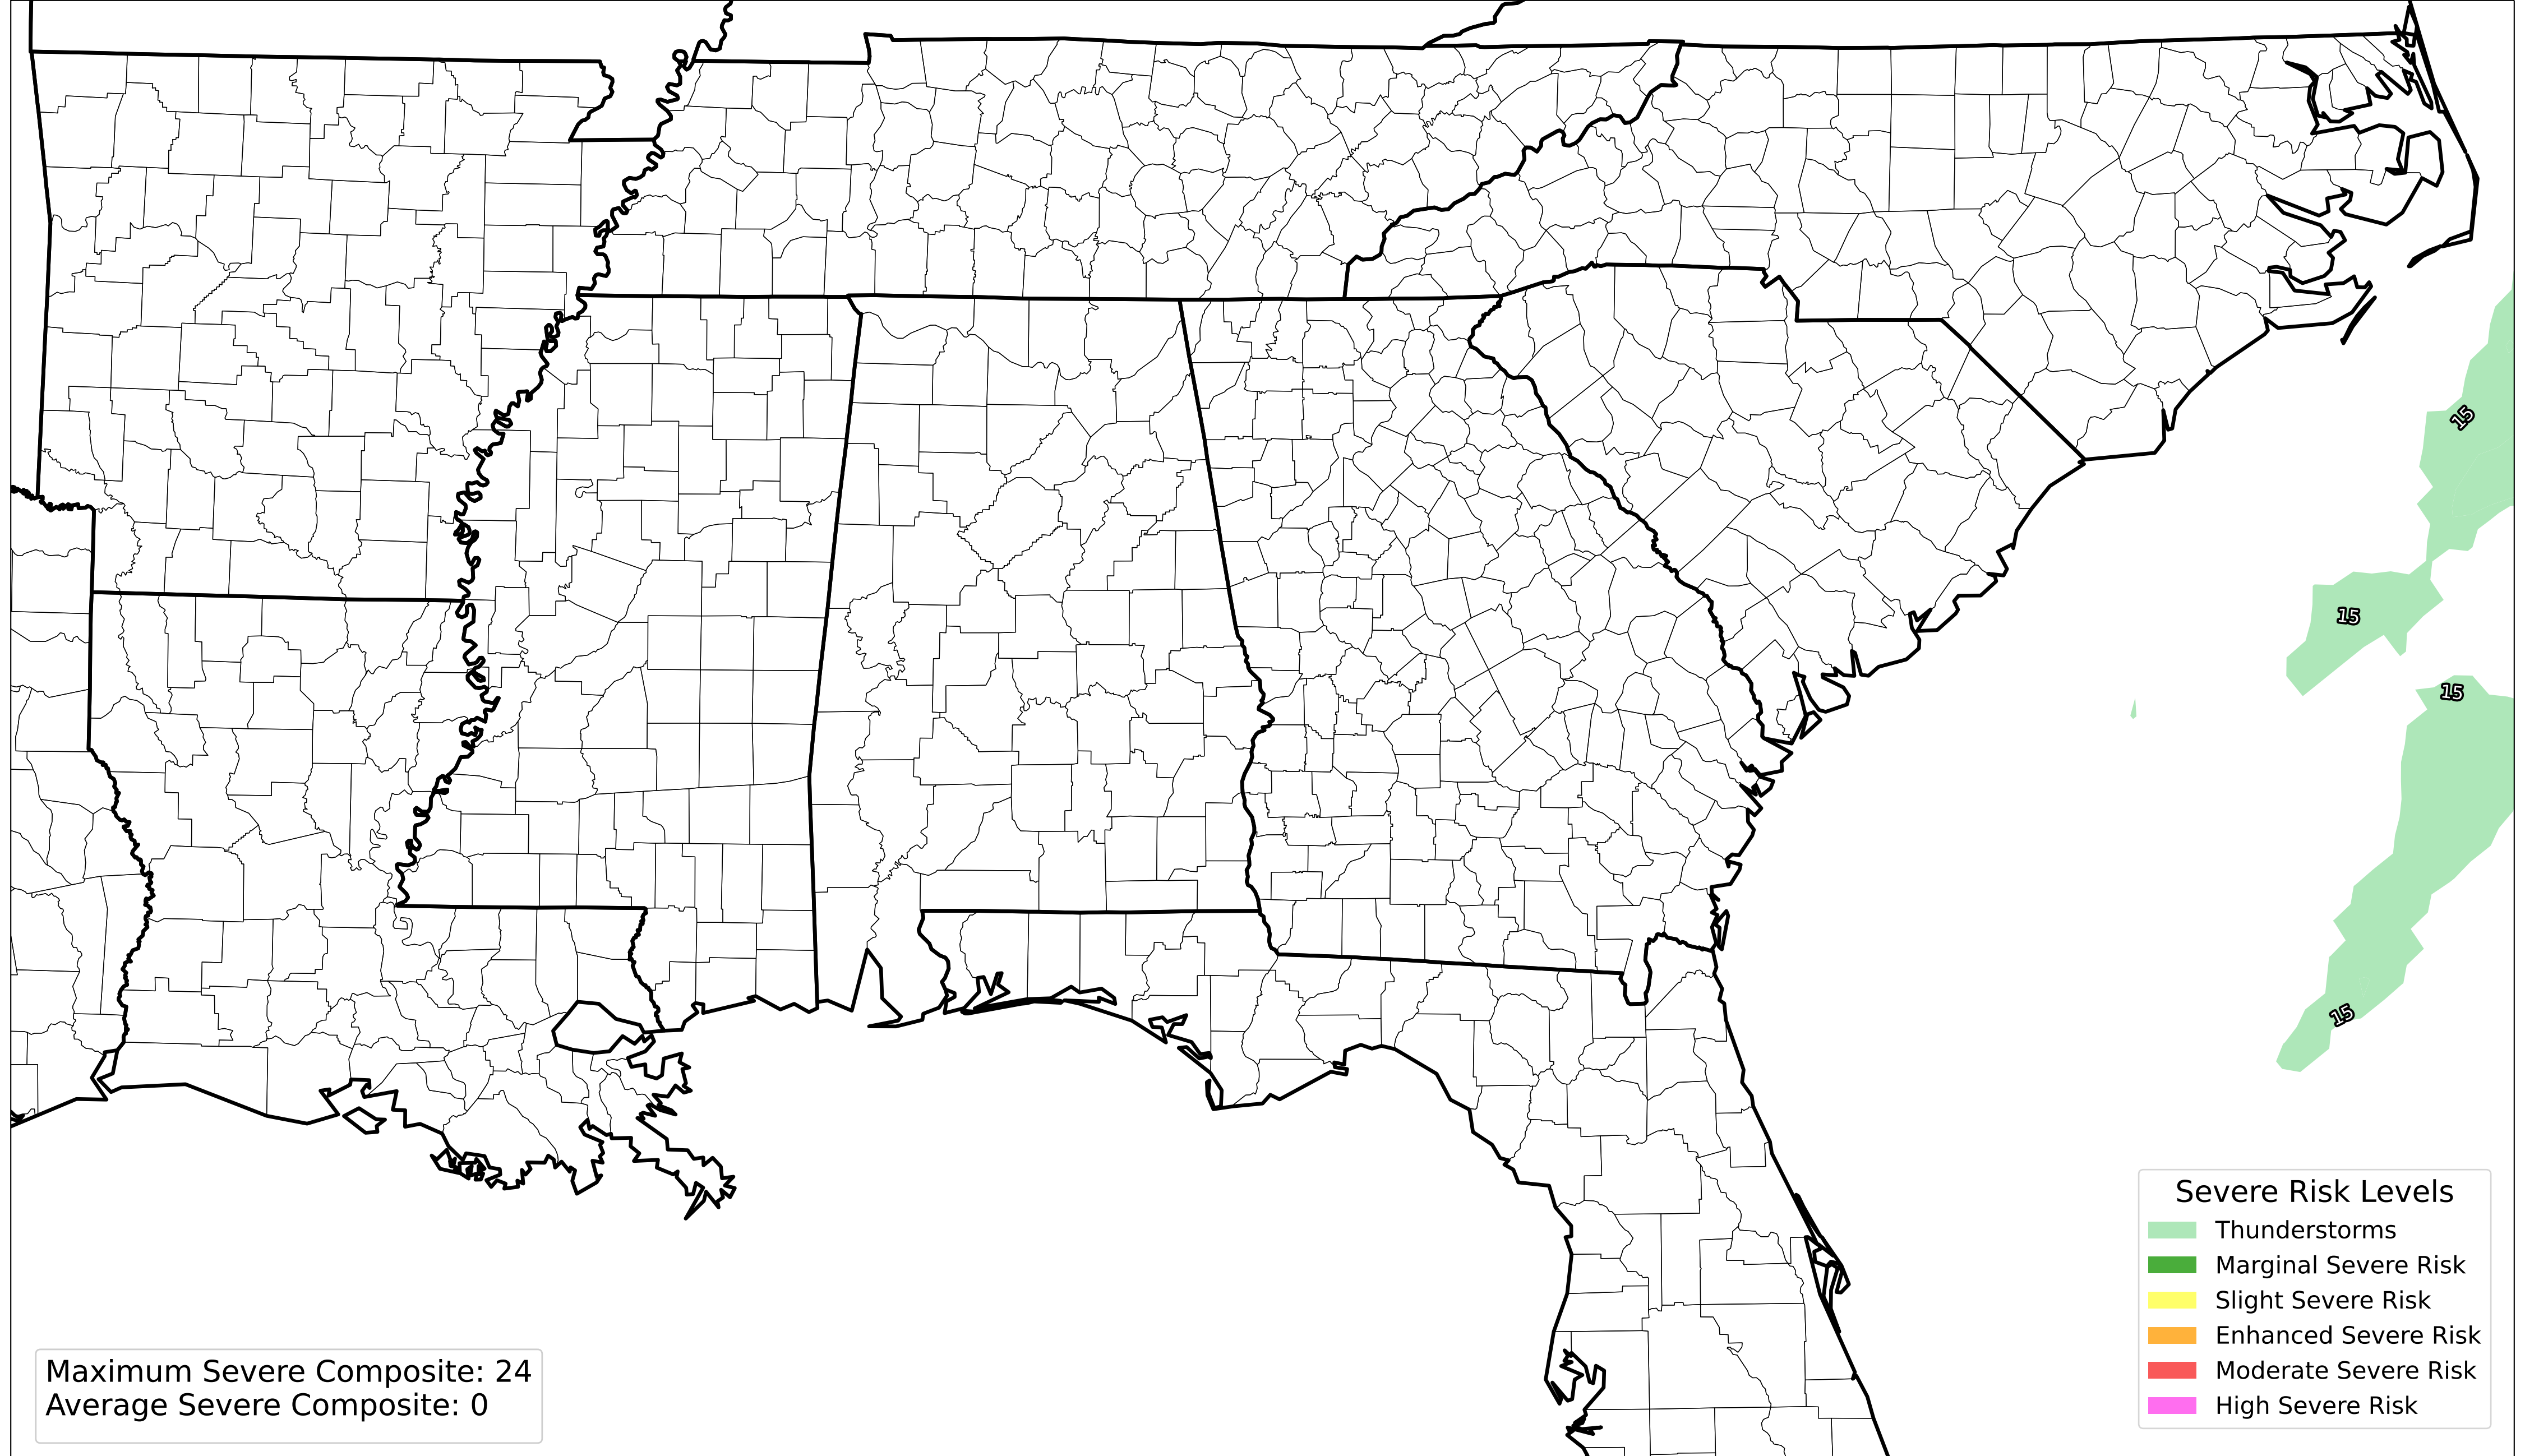 15
15
15
15
Severe Risk Levels
Thunderstorms
Marginal Severe Risk
Slight Severe Risk
Enhanced Severe Risk
Moderate Severe Risk
High Severe Risk
Maximum Severe Composite: 24
Average Severe Composite: 0